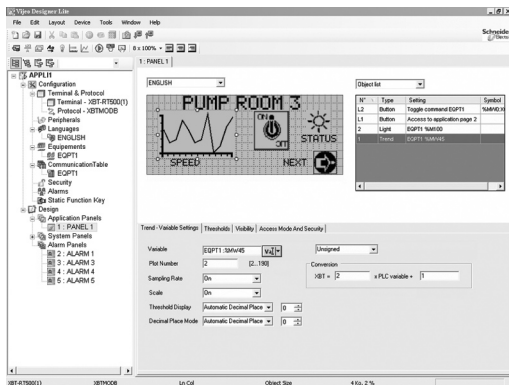 Vijeo Designer Lite
File Edit Layout Device Tools Window ?
Schneider
Electric
8 x 100%
1 : PANEL 1
APPLI1
Configuration
Terminal & Protocol
Terminal - XBT-RT500(1)
Protocol - XBTMODB
Peripherals
Languages
ENGLISH
Equipements
EQPT1
CommunicationTable
EQPT1
Security
Alarms
Static Function Key
Design
Application Panels
1 : PANEL 1
System Panels
Alarm Panels
2 : ALARM 1
3 : ALARM 3
4 : ALARM 4
5 : ALARM 5
ENGLISH
PUMP ROOM 3
ON
OFF
STATUS
SPEED
NEXT
Object list
N° Type Setting Symbol
L2 Button Toggle command EQPT1
L1 Button Access to application page 2
2 Light EQPT1 %M100
1 Trend EQPT1 %MW45
Trend - Variable Settings Thresholds Visibility Access Mode And Security
Variable EQPT1 :%MW45 Unsigned
Plot Number 2 [2..190]
Conversion
XBT = 2 x PLC variable + 1
Sampling Rate On
Scale On
Threshold Display Automatic Decimal Place 0
Decimal Place Mode Automatic Decimal Place 0
XBT-RT500(1) XBTMODB Ln Col Object Size 4 Ko, 2 %